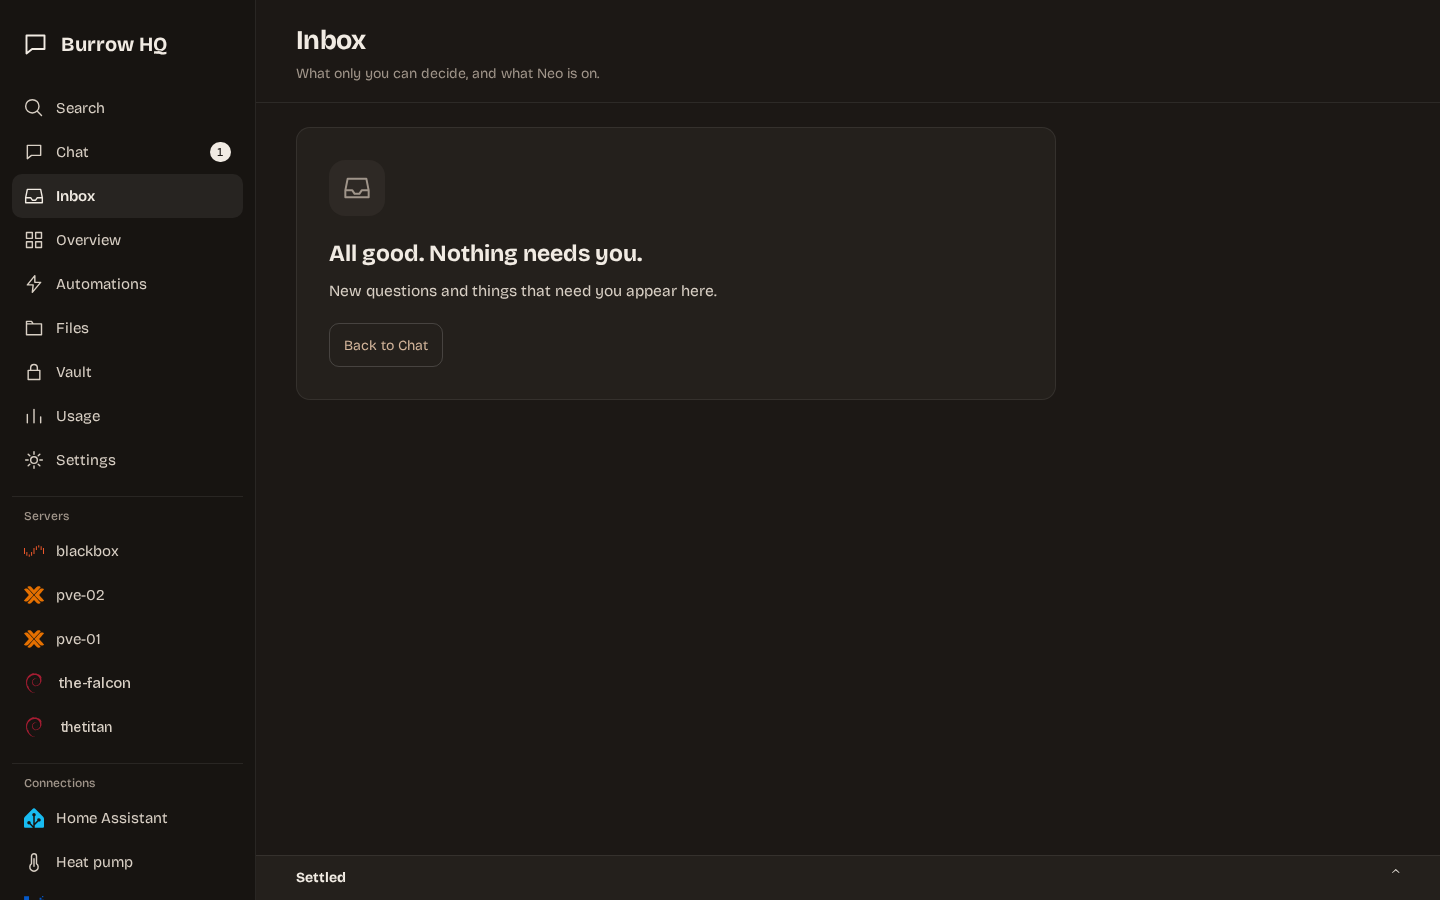 Burrow HQ
Search
Chat
1
Inbox
Overview
Automations
Files
Vault
Usage
Settings
Servers
blackbox
pve-02
pve-01
the-falcon
thetitan
Connections
Home Assistant
Heat pump
Inbox
What only you can decide, and what Neo is on.
All good. Nothing needs you.
New questions and things that need you appear here.
Back to Chat
Settled